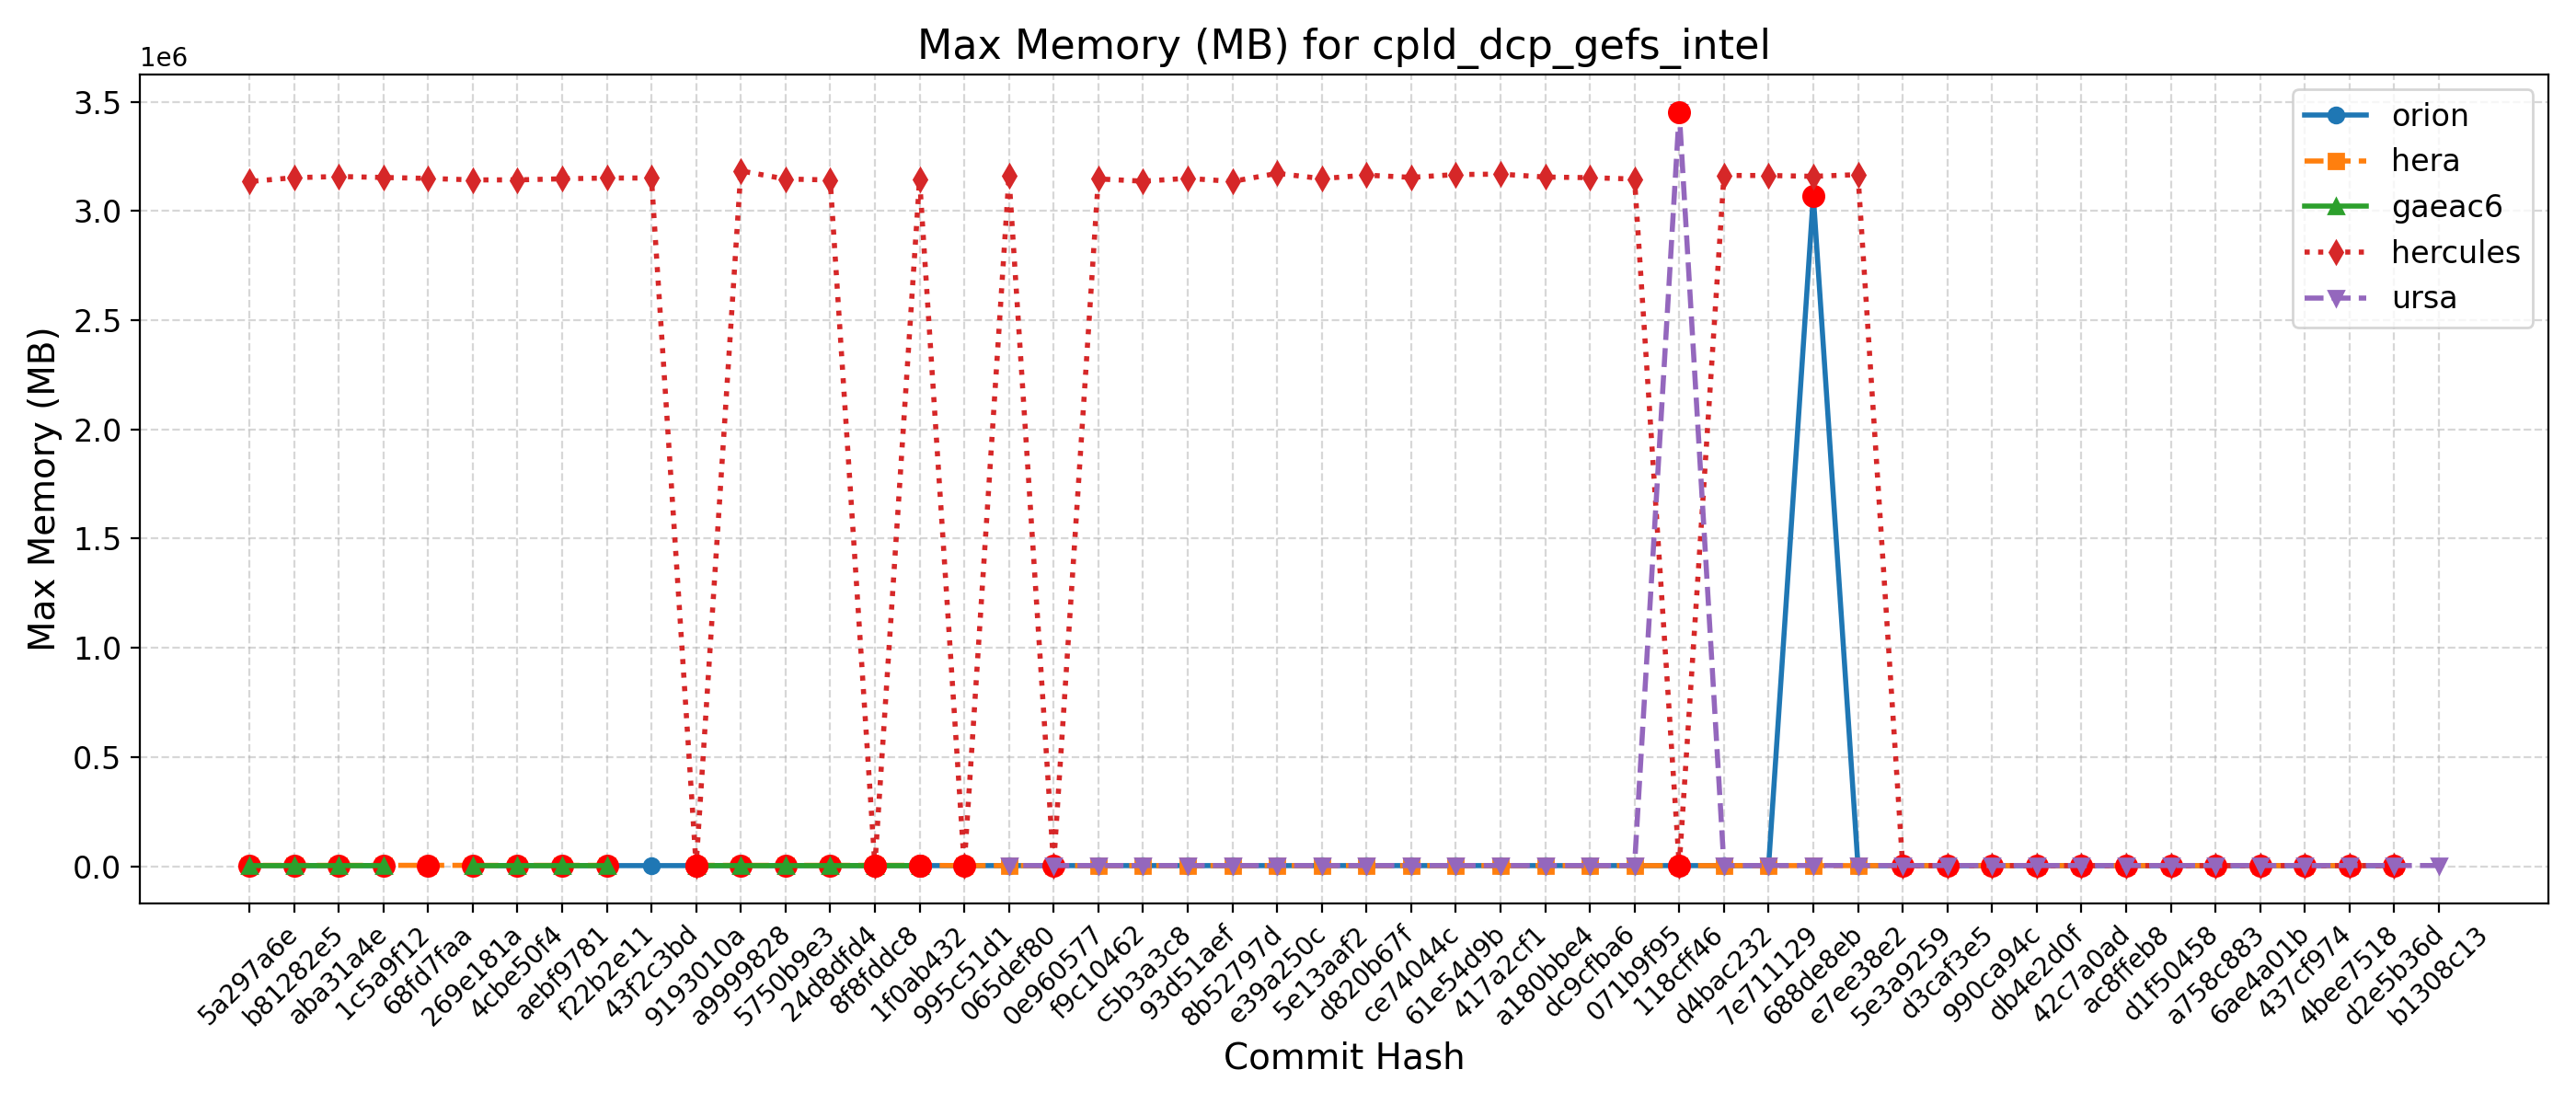 Max Memory (MB) for cpld_dcp_gefs_intel
1e6
3.5
3.0
2.5
2.0
1.5
1.0
0.5
0.0
Max Memory (MB)
orion
hera
gaeac6
hercules
ursa
5a297a6e
b81282e5
aba31a4e
1c5a9f12
68fd7faa
269e181a
4cbe50f4
aebf9781
f22b2e11
43f2c3bd
9193010a
a9999828
5750b9e3
24d8dfd4
8f8fddc8
1f0ab432
995c51d1
065def80
0e960577
f9c10462
c5b3a3c8
93d51aef
8b52797d
e39a250c
5e13aaf2
d820b67f
ce74044c
61e54d9b
417a2cf1
a180bbe4
dc9cfba6
071b9f95
118cff46
d4bac232
7e711129
688de8eb
e7ee38e2
5e3a9259
d3caf3e5
990ca94c
db4e2d0f
42c7a0ad
ac8ffeb8
d1f50458
a758c883
6ae4a01b
437cf974
4bee7518
d2e5b36d
b1308c13
Commit Hash